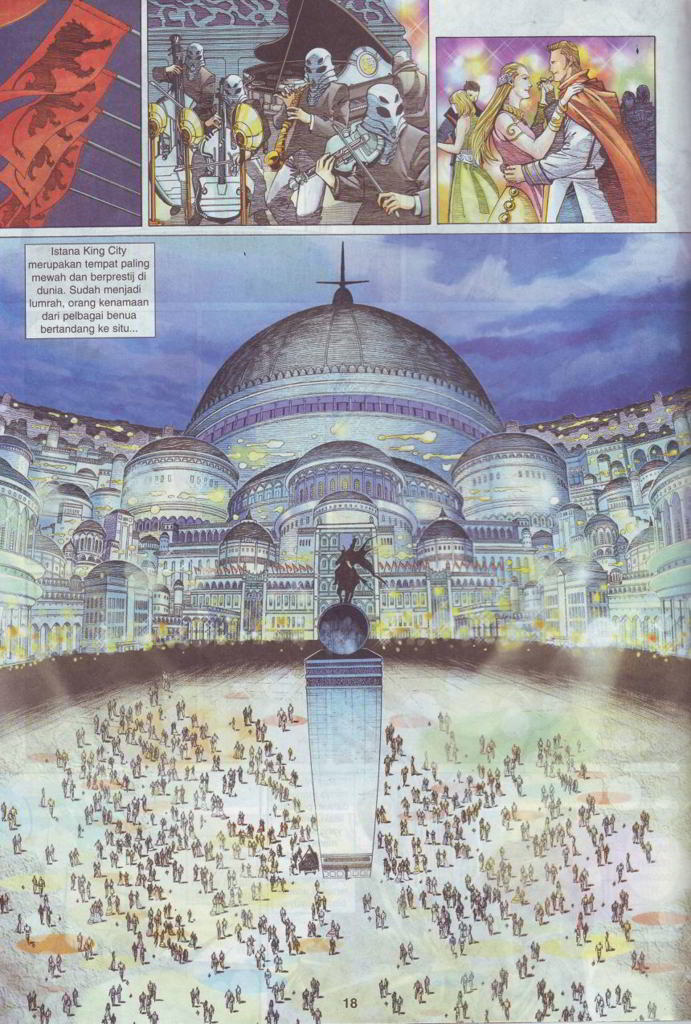 Istana King City
merupakan tempat paling
mewah dan berprestij di
dunia. Sudah menjadi
lumrah, orang kenamaan
dari pelbagai benua
bertandang ke situ...
18